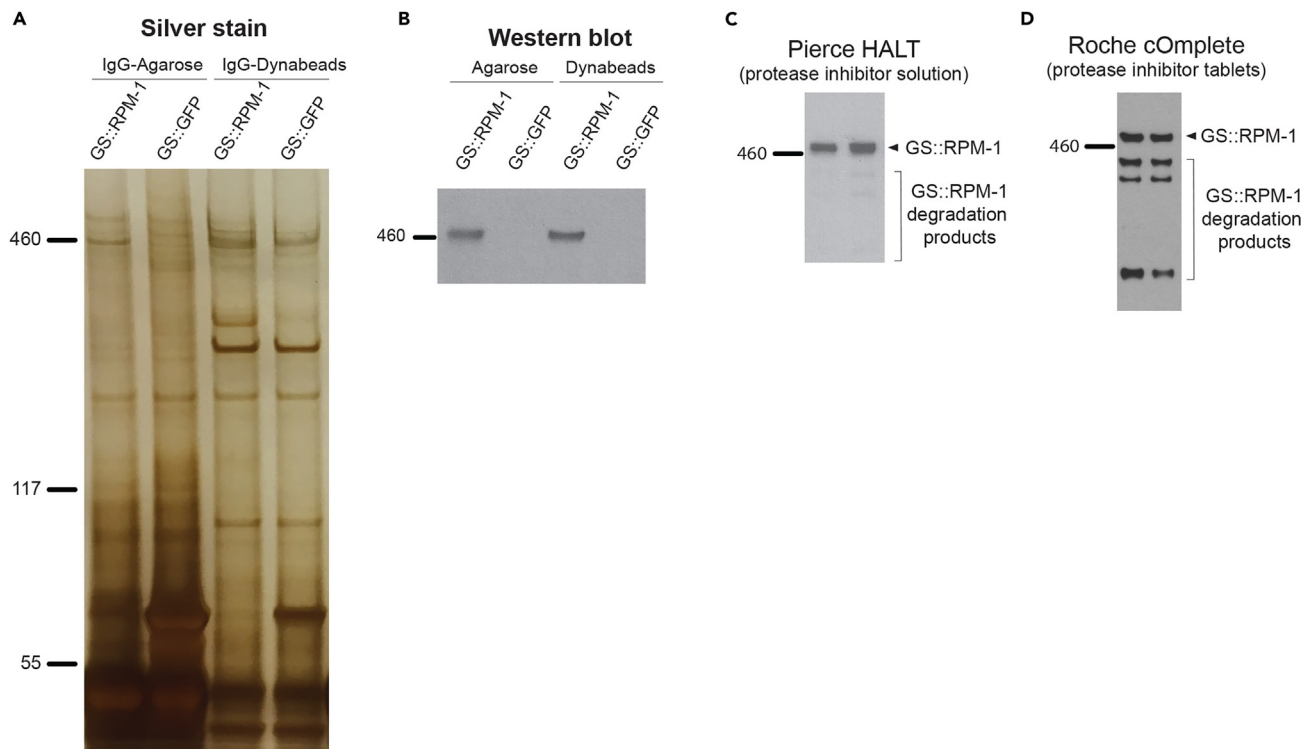 A
Silver stain
IgG-Agarose IgG-Dynabeads
GS::RPM-1 GS::GFP GS::RPM-1 GS::GFP
460
117
55
B
Western blot
Agarose Dynabeads
GS::RPM-1 GS::GFP GS::RPM-1 GS::GFP
460
C
Pierce HALT
(protease inhibitor solution)
460
GS::RPM-1
GS::RPM-1
degradation
products
D
Roche cOmplete
(protease inhibitor tablets)
460
GS::RPM-1
GS::RPM-1
degradation
products